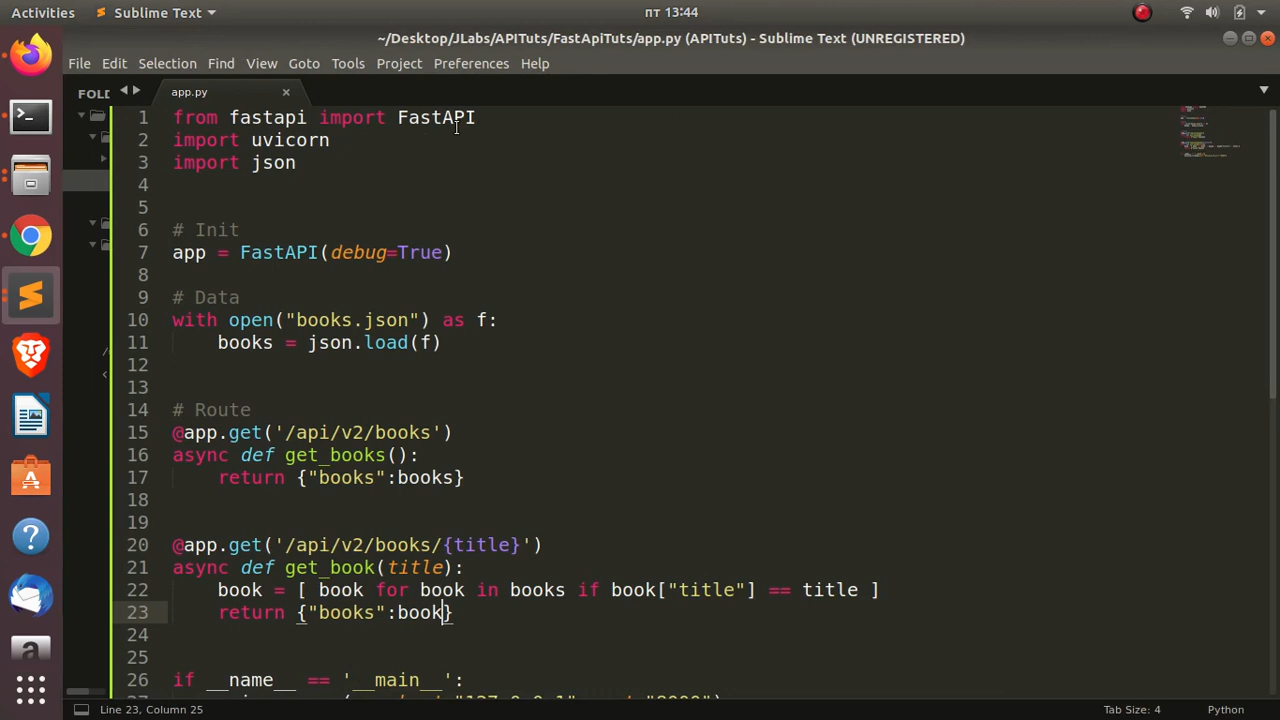 Activities Sublime Text пт 13:44
~/Desktop/JLabs/APITuts/FastApiTuts/app.py (APITuts) - Sublime Text (UNREGISTERED)
File Edit Selection Find View Goto Tools Project Preferences Help
FOLD app.py ×
1 from fastapi import FastAPI
2 import uvicorn
3 import json
4
5
6 # Init
7 app = FastAPI(debug=True)
8
9 # Data
10 with open("books.json") as f:
11     books = json.load(f)
12
13
14 # Route
15 @app.get('/api/v2/books')
16 async def get_books():
17     return {"books":books}
18
19
20 @app.get('/api/v2/books/{title}')
21 async def get_book(title):
22     book = [ book for book in books if book["title"] == title ]
23     return {"books":book}
24
25
26 if __name__ == '__main__':
Line 23, Column 25 Tab Size: 4 Python